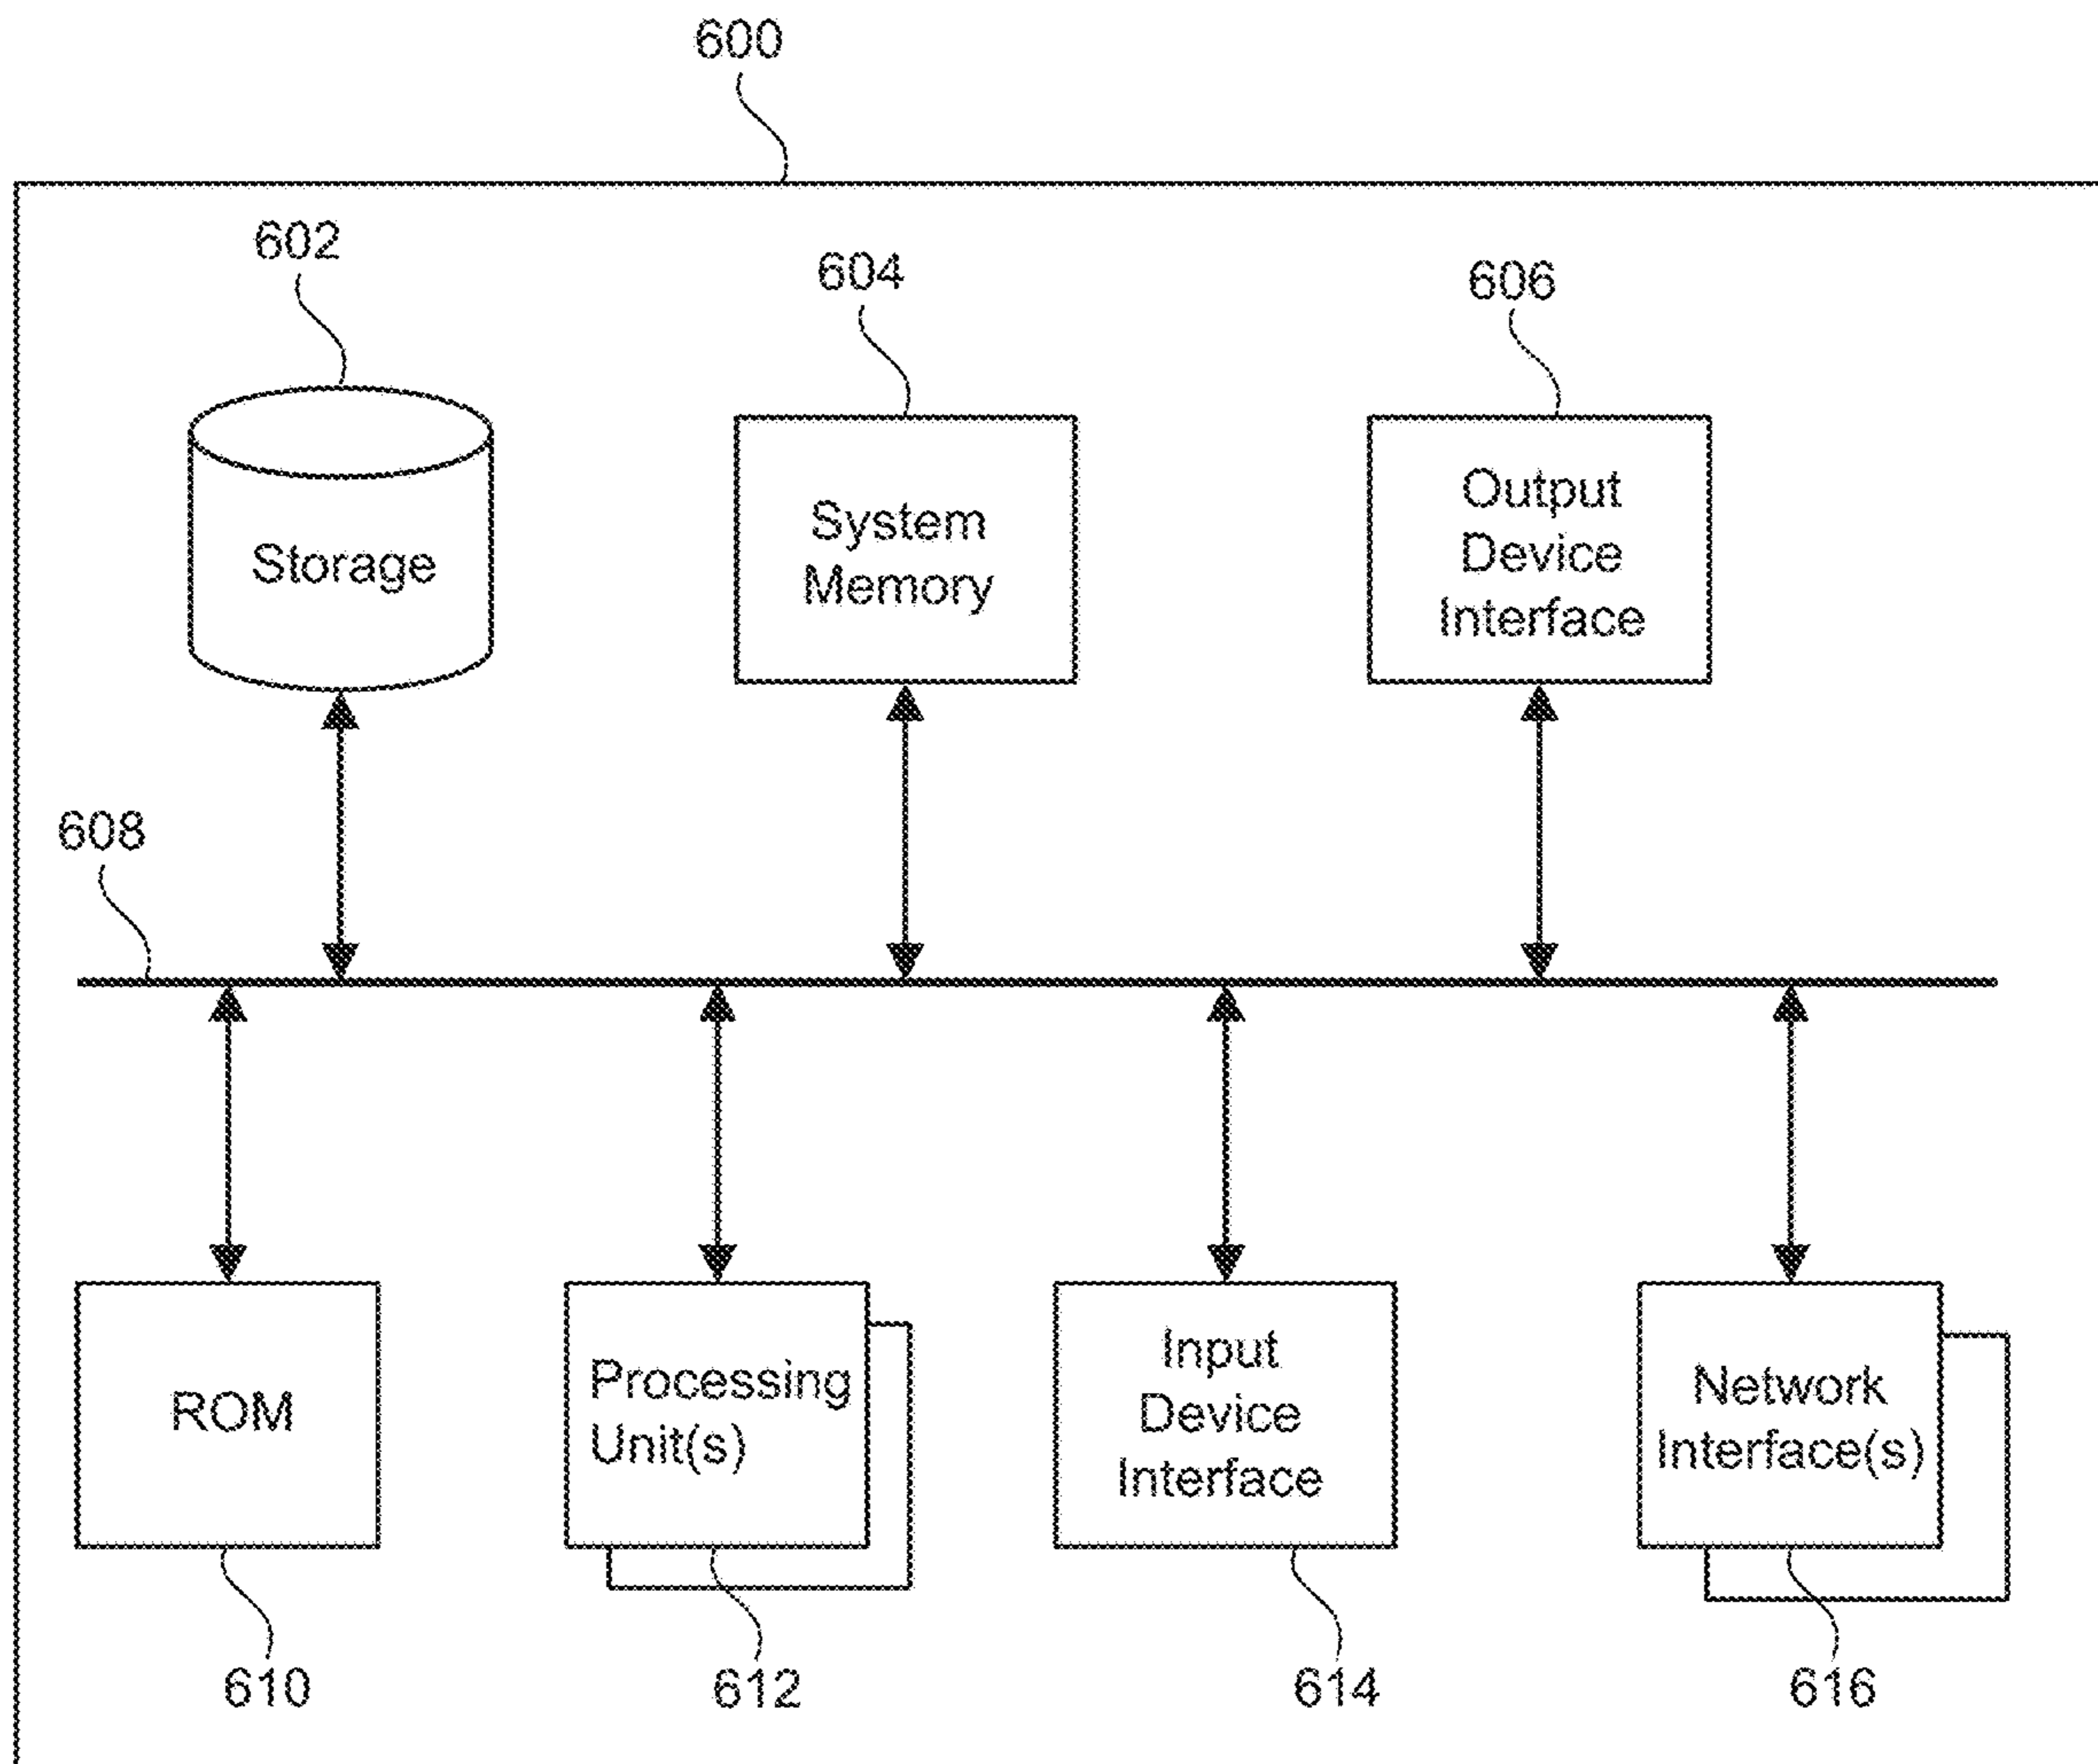 600
602
604
606
Storage
System
Memory
Output
Device
Interface
608
ROM
Processing
Unit(s)
Input
Device
Interface
Network
Interface(s)
610
612
614
616